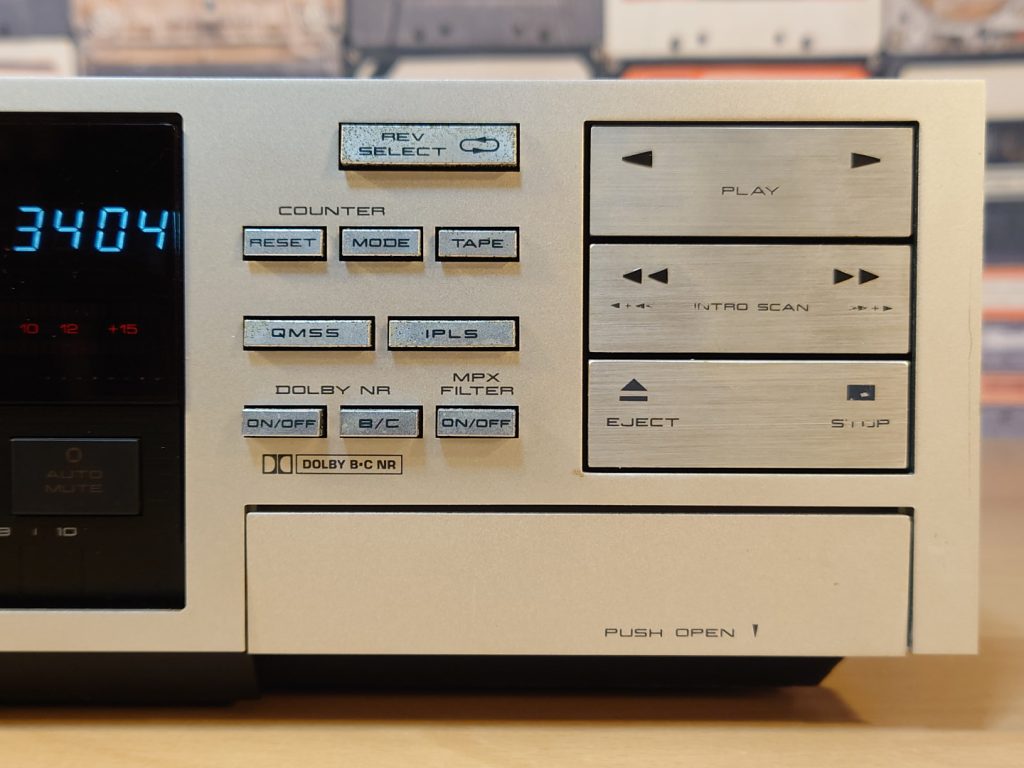 3404
10 12 +15
AUTO
MUTE
10
REV
SELECT
COUNTER
RESET MODE TAPE
QMSS IPLS
DOLBY NR
MPX
FILTER
ON/OFF B/C ON/OFF
DOLBY B·C NR
PLAY
INTRO SCAN
EJECT STOP
PUSH OPEN